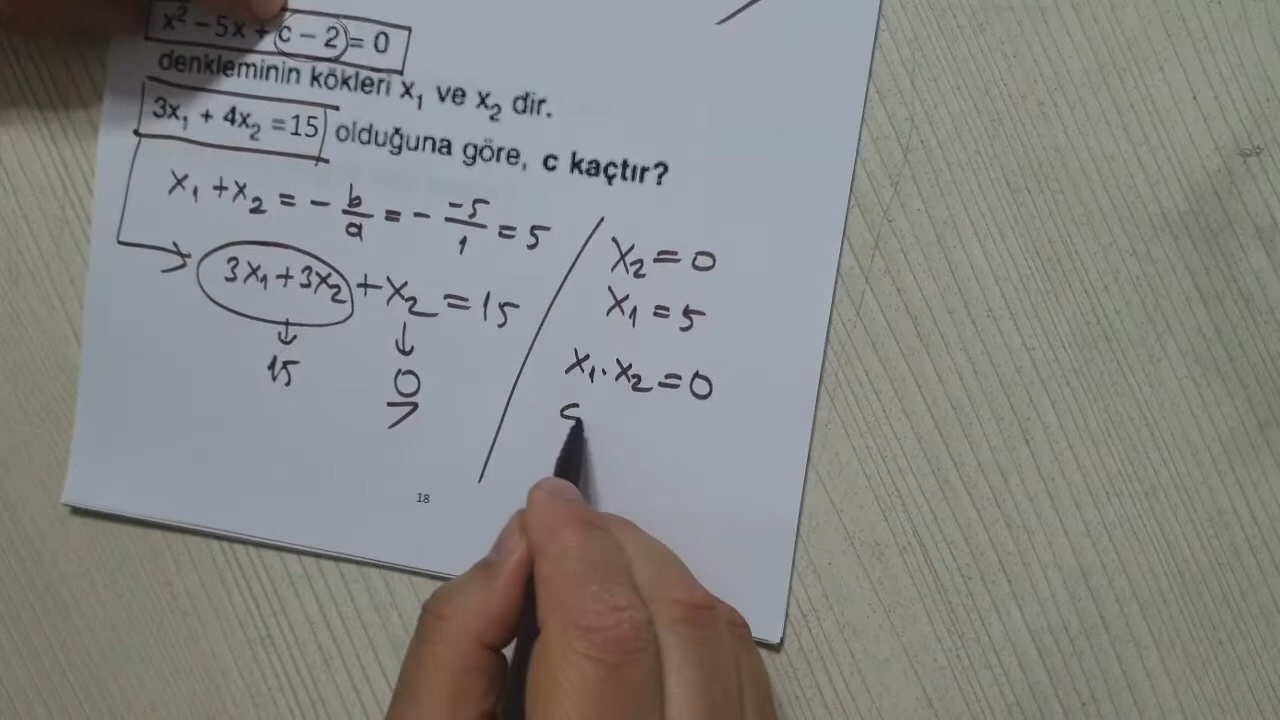 x² − 5x + c − 2 = 0
denkleminin kökleri x₁ ve x₂ dir.
3x₁ + 4x₂ = 15 olduğuna göre, c kaçtır?
x₁ + x₂ = − b/a = − −5/1 = 5
3x₁ + 3x₂ + x₂ = 15
15 0
x₂ = 0
x₁ = 5
x₁ · x₂ = 0
c
18